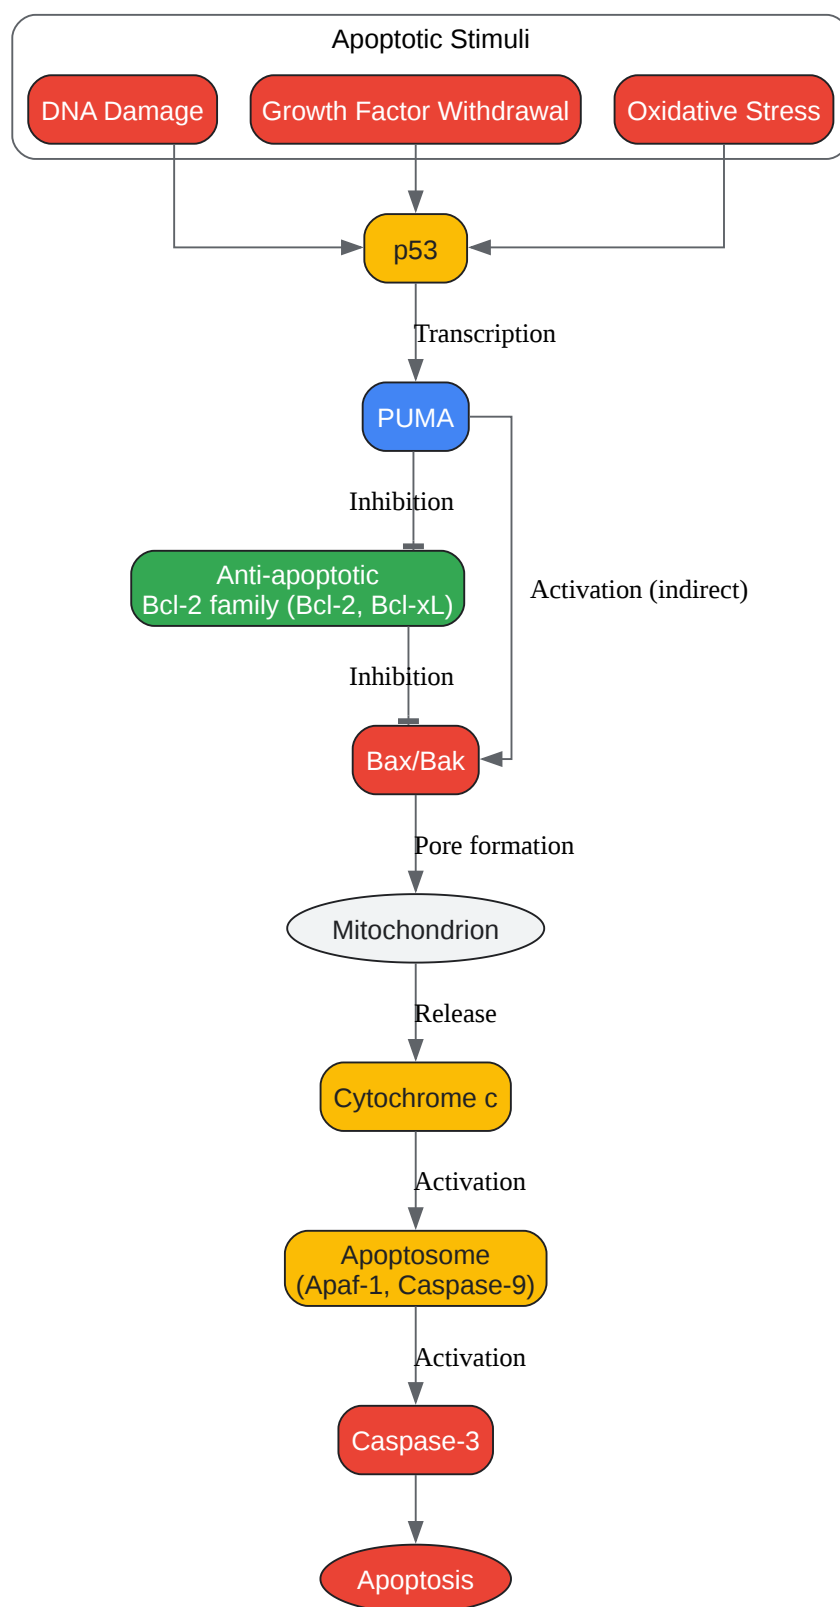 Apoptotic Stimuli
DNA Damage
Growth Factor Withdrawal
Oxidative Stress
p53
Transcription
PUMA
Inhibition
Anti-apoptotic
Bcl-2 family (Bcl-2, Bcl-xL)
Activation (indirect)
Inhibition
Bax/Bak
Pore formation
Mitochondrion
Release
Cytochrome c
Activation
Apoptosome
(Apaf-1, Caspase-9)
Activation
Caspase-3
Apoptosis